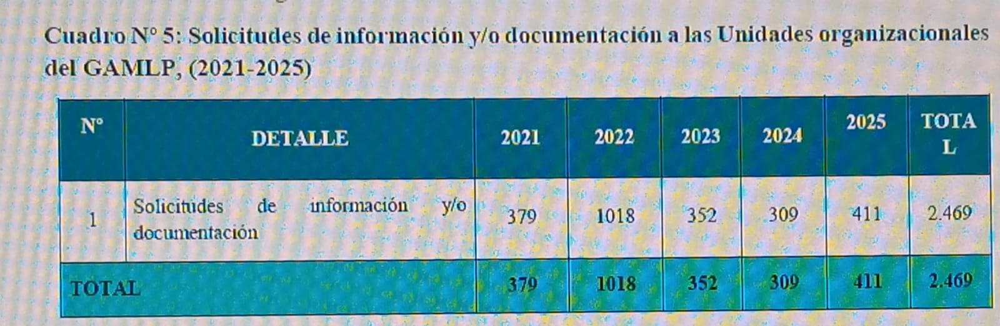 Cuadro Nº 5: Solicitudes de información y/o documentación a las Unidades organizacionales
del GAMLP, (2021-2025)
Nº DETALLE 2021 2022 2023 2024 2025 TOTA
L
1 Solicitudes de información y/o 379 1018 352 309 411 2.469
documentación
TOTAL 379 1018 352 309 411 2.469